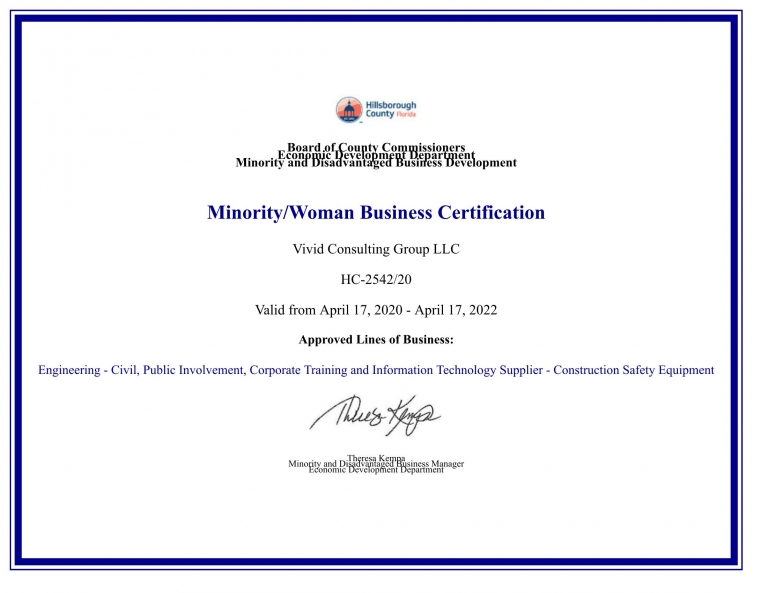 Hillsborough
County Florida
Board of County Commissioners
Economic Development Department
Minority and Disadvantaged Business Development
Minority/Woman Business Certification
Vivid Consulting Group LLC
HC-2542/20
Valid from April 17, 2020 - April 17, 2022
Approved Lines of Business:
Engineering - Civil, Public Involvement, Corporate Training and Information Technology Supplier - Construction Safety Equipment
Theresa Kempa
Theresa Kempa
Minority and Disadvantaged Business Manager
Economic Development Department